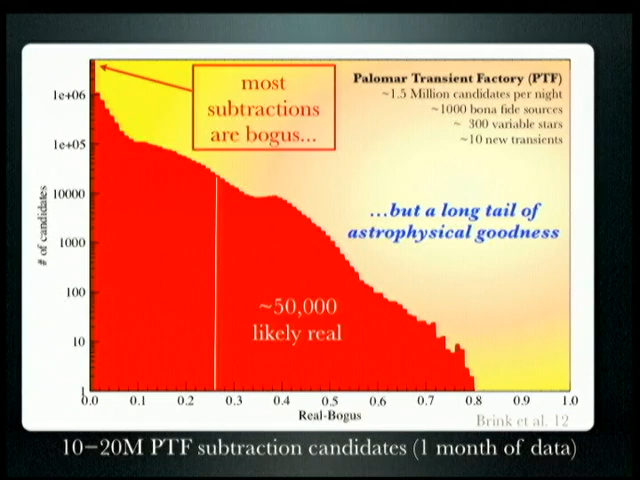 most
subtractions
are bogus...
Palomar Transient Factory (PTF)
~1.5 Million candidates per night
~1000 bona fide sources
~ 300 variable stars
~10 new transients
...but a long tail of
astrophysical goodness
~50,000
likely real
# of candidates
1e+06
1e+05
10000
1000
100
10
1
0.0 0.1 0.2 0.3 0.4 0.5 0.6 0.7 0.8 0.9 1.0
Real-Bogus
Brink et al. 12
10−20M PTF subtraction candidates (1 month of data)